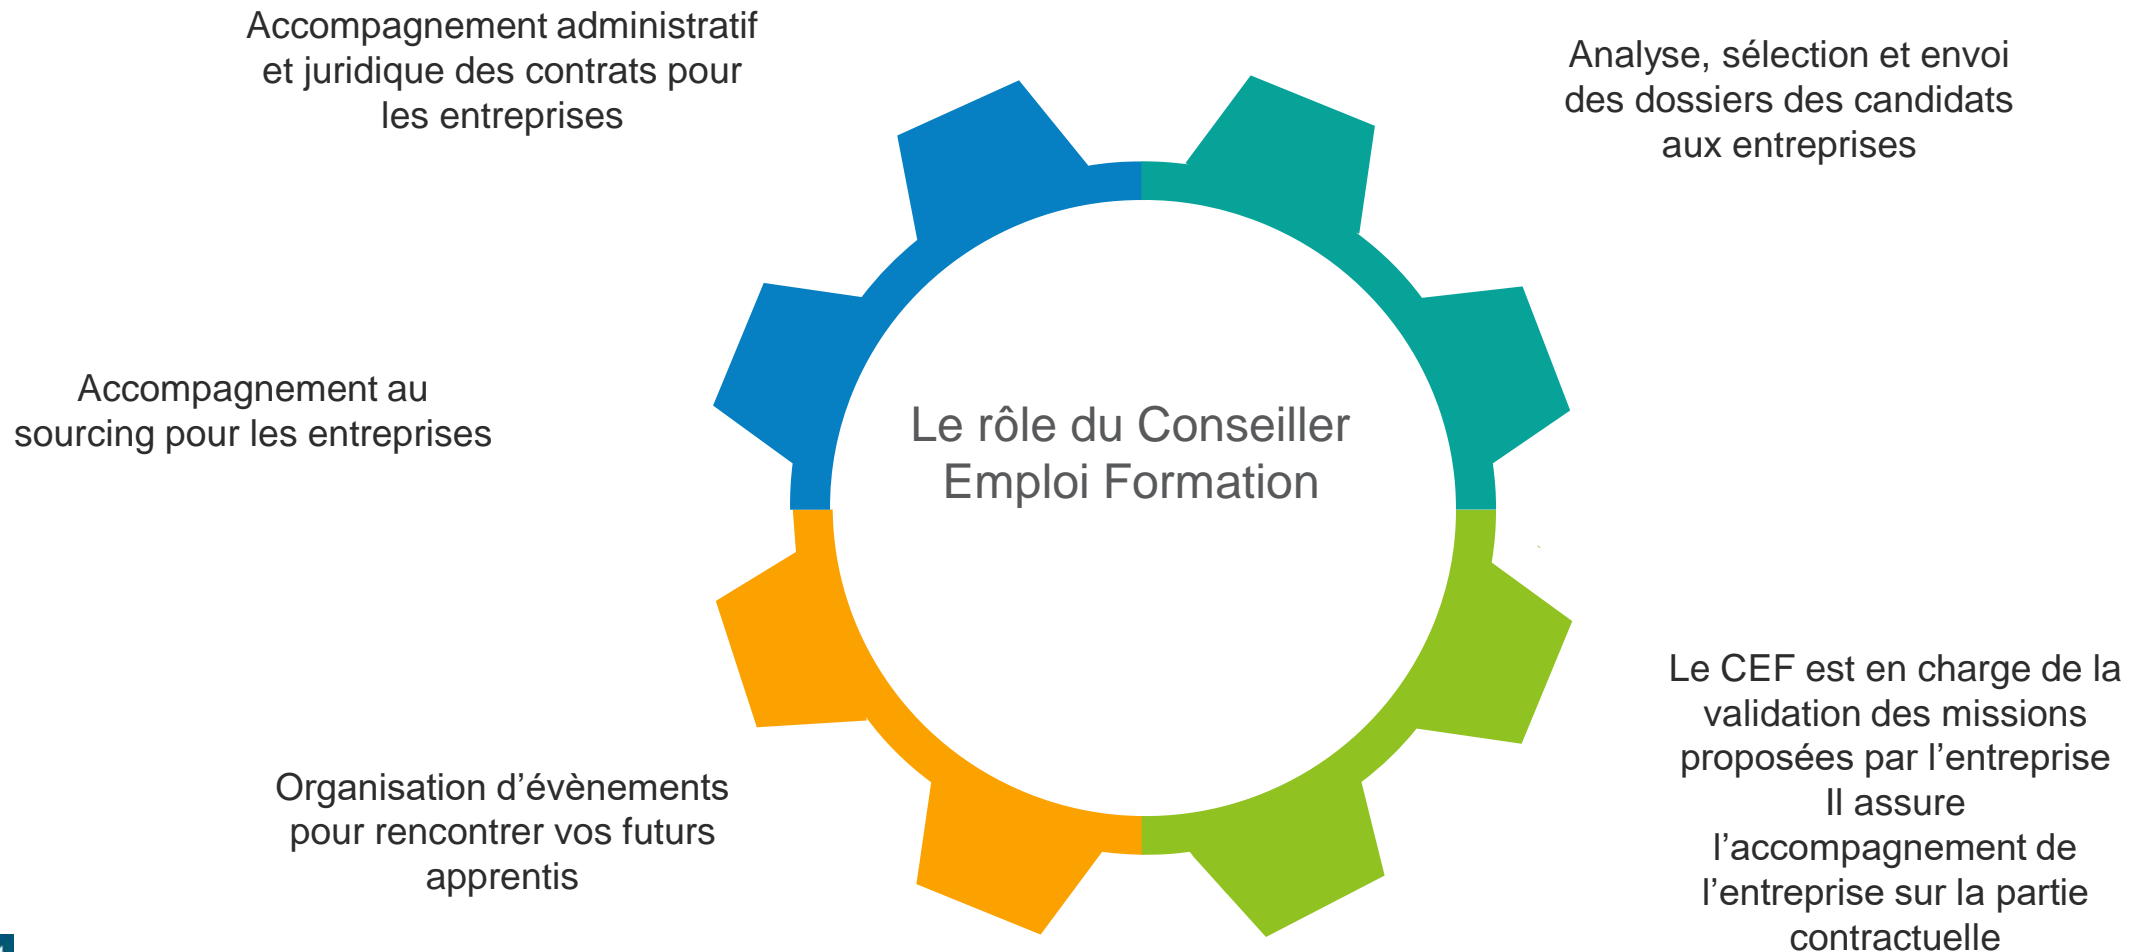 Accompagnement administratif
et juridique des contrats pour
les entreprises
Analyse, sélection et envoi
des dossiers des candidats
aux entreprises
Accompagnement au
sourcing pour les entreprises
Le rôle du Conseiller
Emploi Formation
Organisation d’évènements
pour rencontrer vos futurs
apprentis
Le CEF est en charge de la
validation des missions
proposées par l’entreprise
Il assure
l’accompagnement de
l’entreprise sur la partie
contractuelle